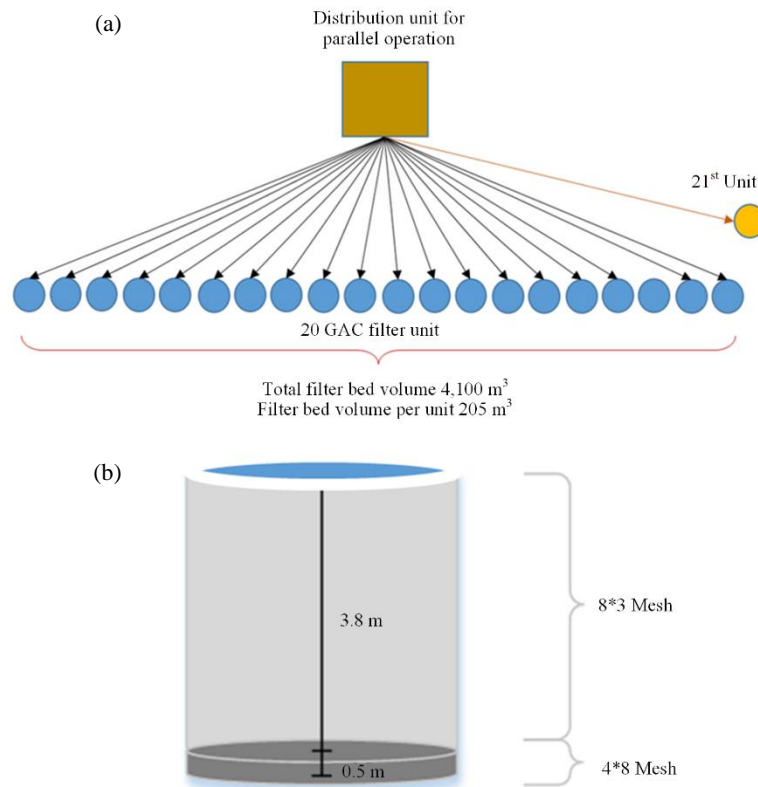 (a)
Distribution unit for
parallel operation
21st Unit
20 GAC filter unit
Total filter bed volume 4,100 m3
Filter bed volume per unit 205 m3
(b)
3.8 m
8*3 Mesh
0.5 m
4*8 Mesh